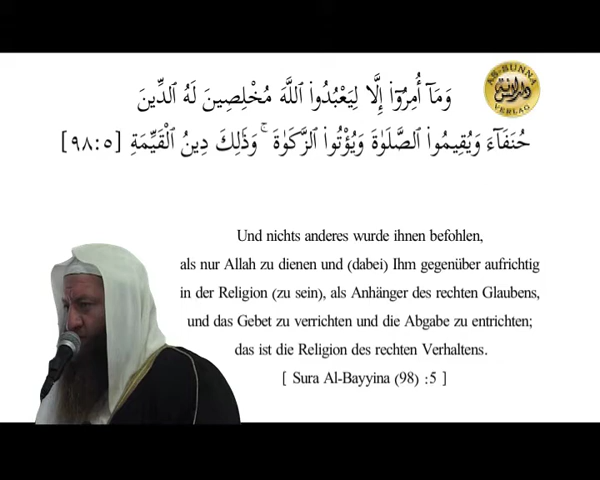 AS-SUNNA
دار السنة
VERLAG
وَمَآ أُمِرُوٓا۟ إِلَّا لِيَعْبُدُوا۟ ٱللَّهَ مُخْلِصِينَ لَهُ ٱلدِّينَ
حُنَفَآءَ وَيُقِيمُوا۟ ٱلصَّلَوٰةَ وَيُؤْتُوا۟ ٱلزَّكَوٰةَ ۚ وَذَٰلِكَ دِينُ ٱلْقَيِّمَةِ [٩٨:٥]
Und nichts anderes wurde ihnen befohlen,
als nur Allah zu dienen und (dabei) Ihm gegenüber aufrichtig
in der Religion (zu sein), als Anhänger des rechten Glaubens,
und das Gebet zu verrichten und die Abgabe zu entrichten;
das ist die Religion des rechten Verhaltens.
[ Sura Al-Bayyina (98) :5 ]